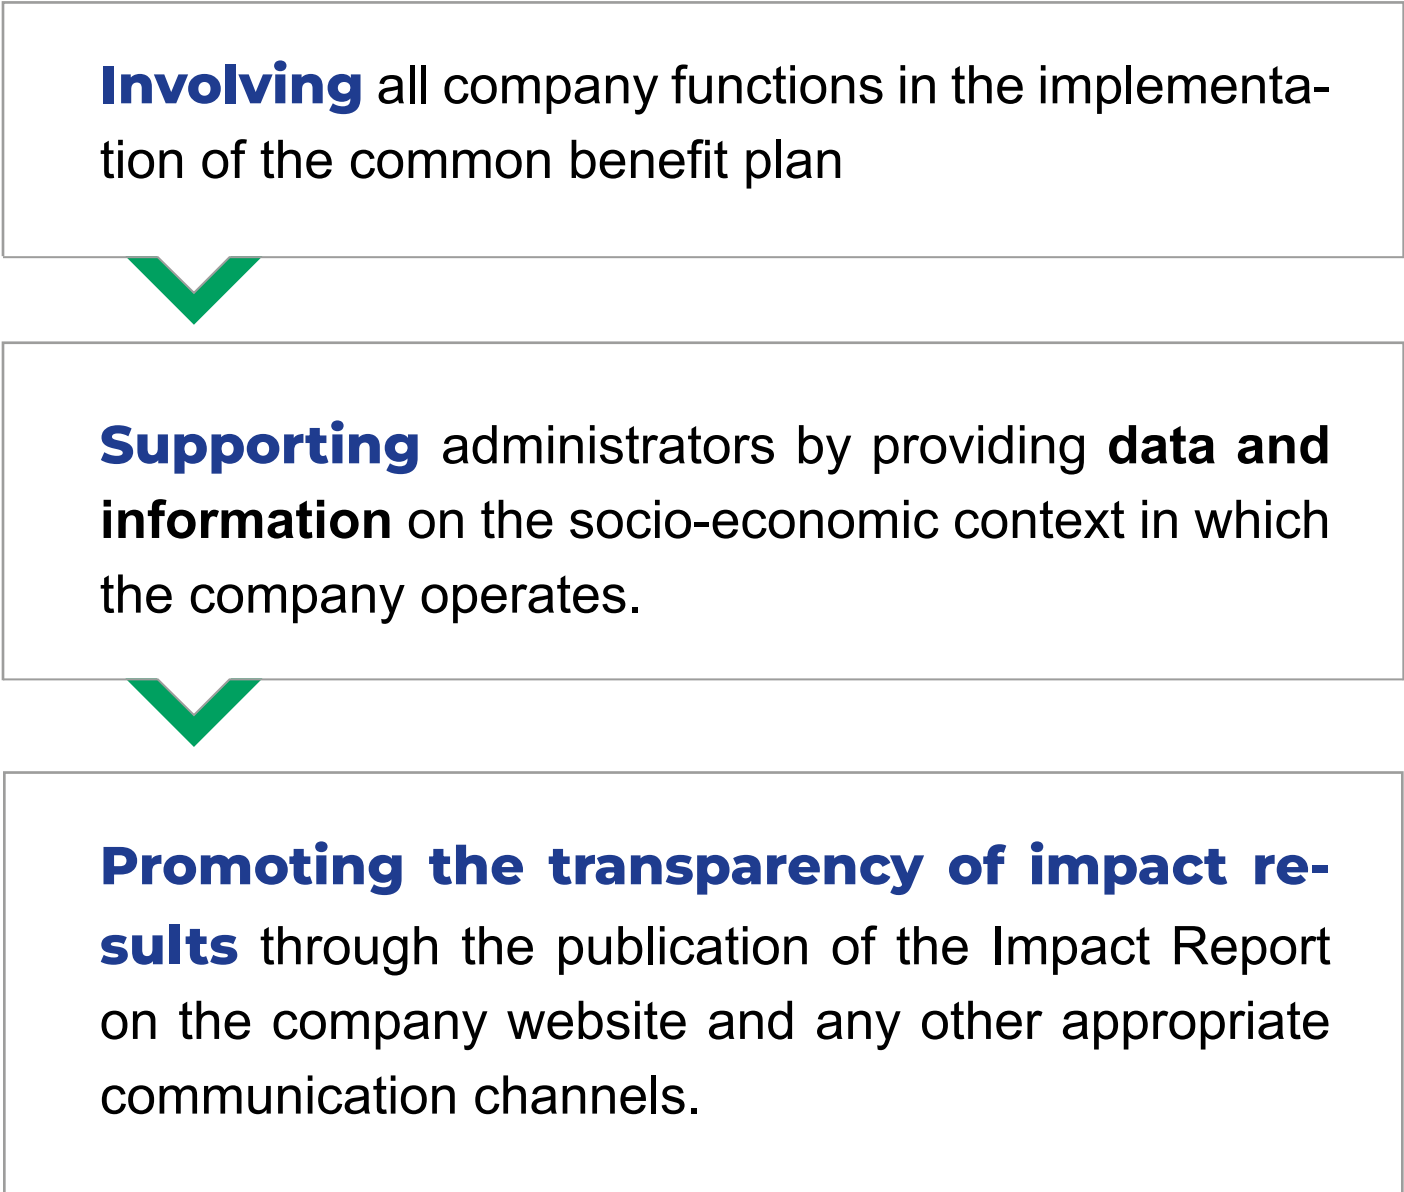 Involving all company functions in the implementa-
tion of the common benefit plan
Supporting administrators by providing data and
information on the socio-economic context in which
the company operates.
Promoting the transparency of impact re-
sults through the publication of the Impact Report
on the company website and any other appropriate
communication channels.